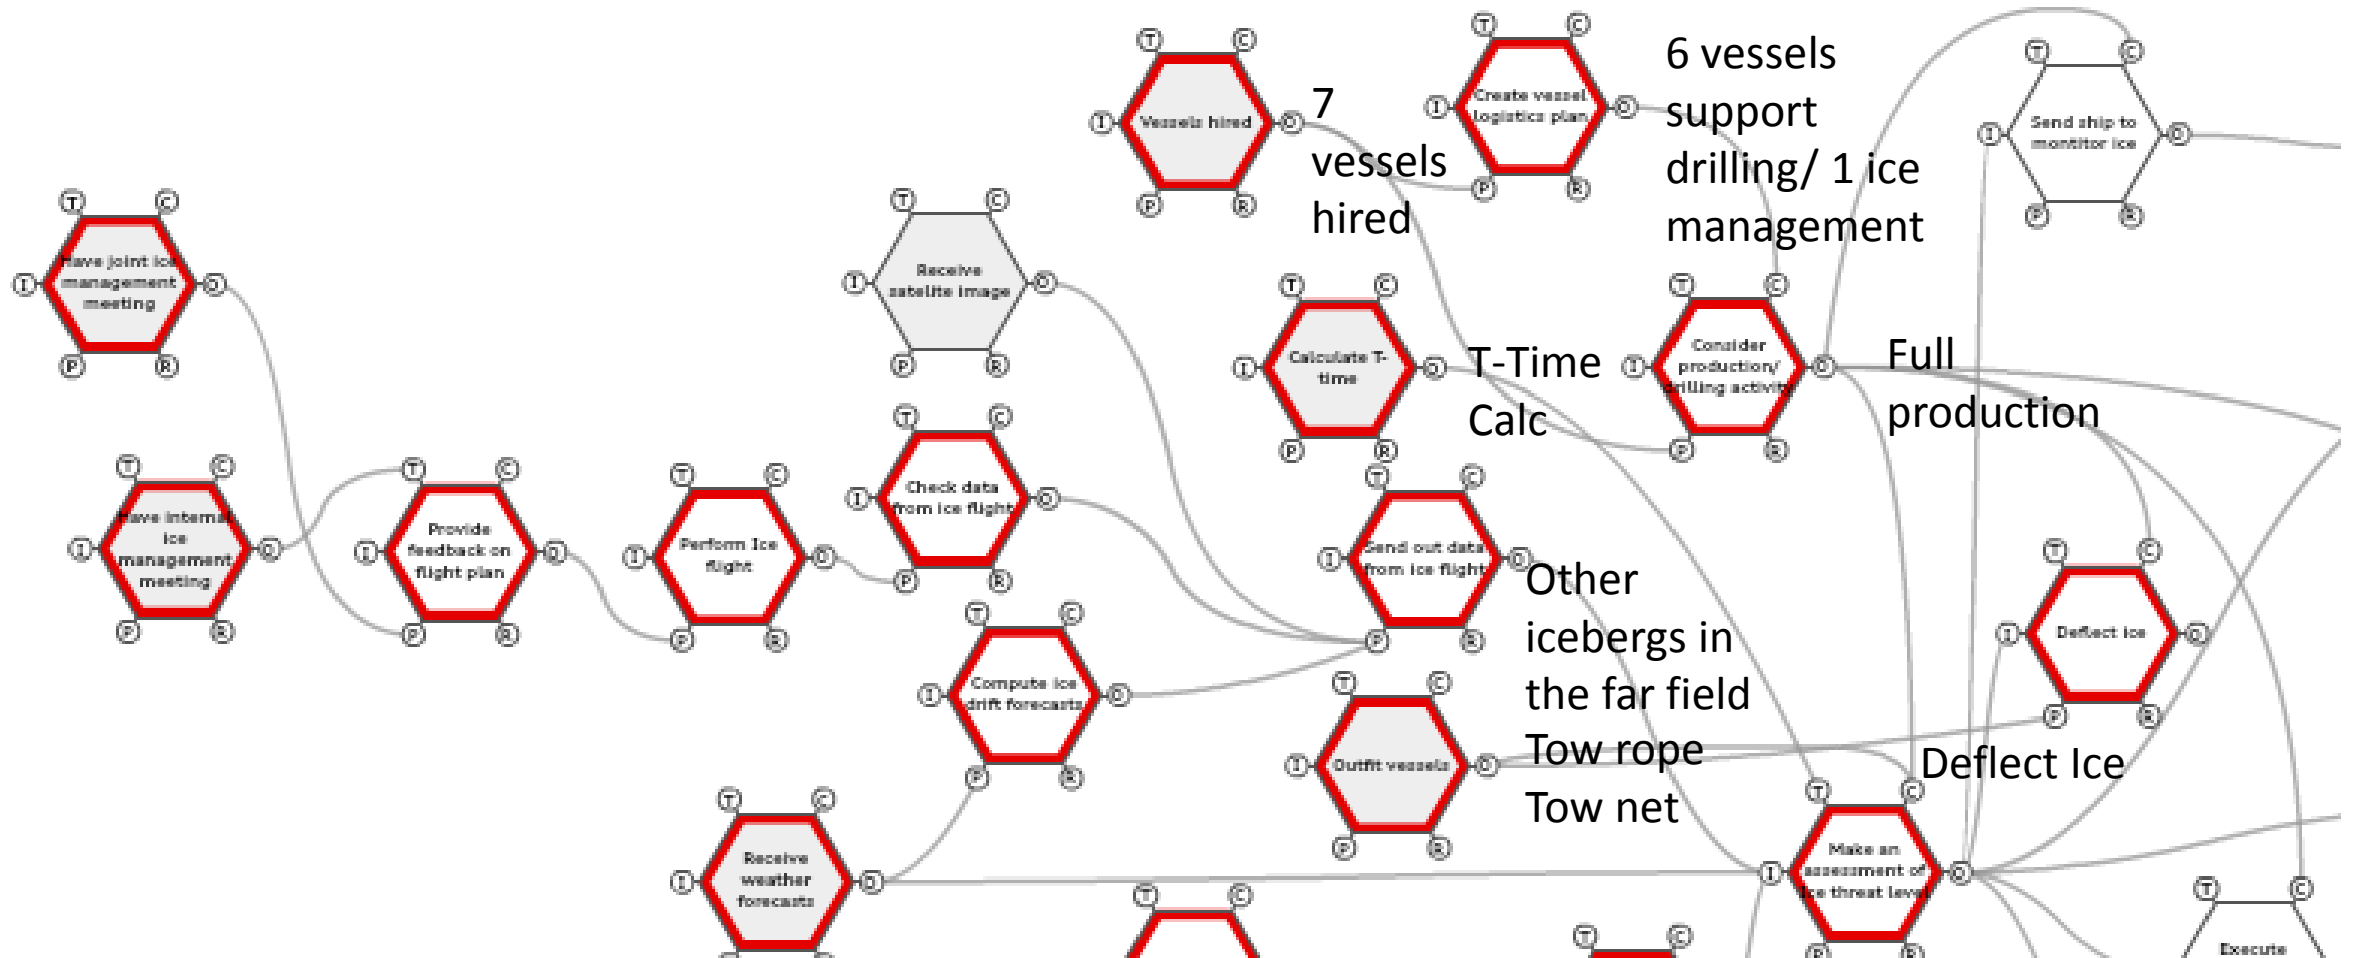 7
vessels
hired
6 vessels
support
drilling/ 1 ice
management
T C I O P R
Vessels hired
T C I O P R
Create vessel
logistics plan
T C I O P R
Send ship to
montitor ice
T C I O P R
Have joint ice
management
meeting
T C I O P R
Receive
satelite image
T C I O P R
Calculate T-
time
T-Time
Calc
T C I O P R
Consider
production/
drilling activity
Full
production
T C I O P R
Have internal
ice
management
meeting
T C I O P R
Provide
feedback on
flight plan
T C I O P R
Perform Ice
flight
T C I O P R
Check data
from ice flight
T C I O P R
Send out data
from ice flight
Other
icebergs in
the far field
Tow rope
Tow net
T C I O P R
Deflect ice
Deflect Ice
T C I O P R
Compute ice
drift forecasts
T C I O P R
Outfit vessels
T C I O
Receive
weather
forecasts
T C I O P R
Make an
assessment of
ice threat level
T C
T C
T C
Execute